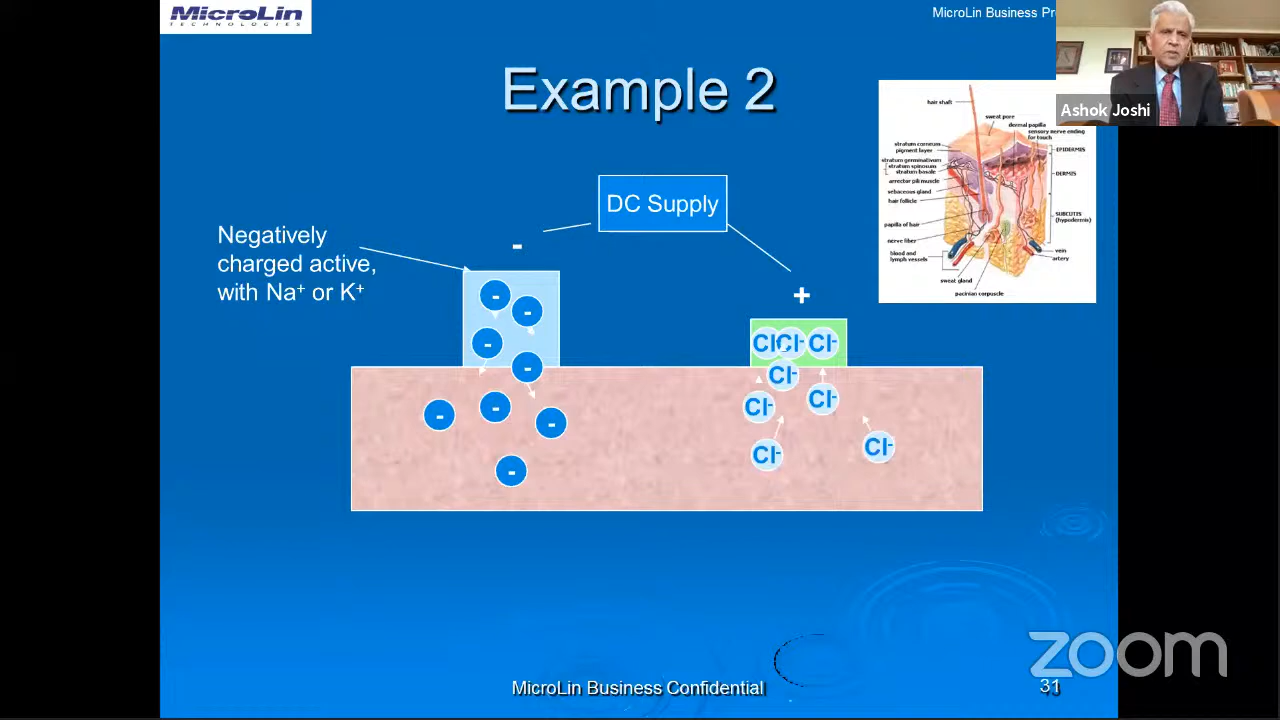 MicroLin
TECHNOLOGIES
MicroLin Business Pr
Ashok Joshi
Example 2
hair shaft
sweat pore
dermal papilla
sensory nerve ending
for touch
stratum corneum
pigment layer
stratum germinativum
stratum spinosum
stratum basale
arrector pili muscle
sebaceous gland
hair follicle
papilla of hair
nerve fiber
blood and
lymph vessels
sweat gland
pacinian corpuscle
EPIDERMIS
DERMIS
SUBCUTIS
(hypodermis)
vein
artery
DC Supply
Negatively
charged active,
with Na⁺ or K⁺
-
+
- -
-
-
- - -
-
Cl⁻ Cl⁻ Cl⁻
Cl⁻
Cl⁻ Cl⁻
Cl⁻ Cl⁻
zoom
MicroLin Business Confidential
31